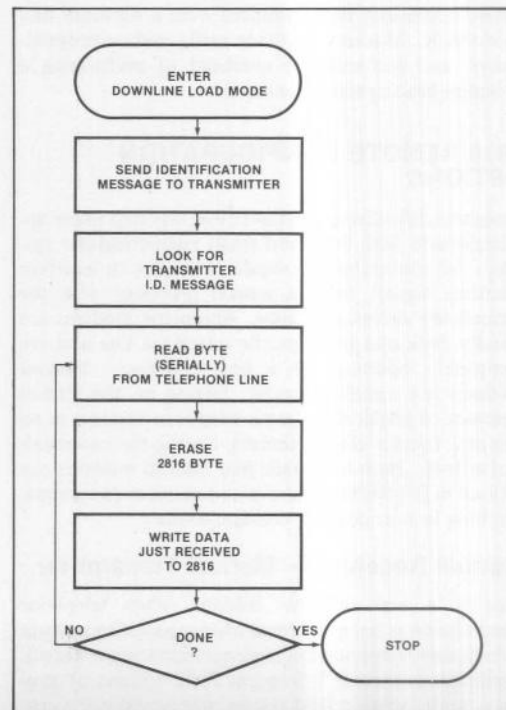 ENTER
DOWNLINE LOAD MODE
SEND IDENTIFICATION
MESSAGE TO TRANSMITTER
LOOK FOR
TRANSMITTER
I.D. MESSAGE
READ BYTE
(SERIALLY)
FROM TELEPHONE LINE
ERASE
2816 BYTE
WRITE DATA
JUST RECEIVED
TO 2816
NO
DONE
?
YES
STOP